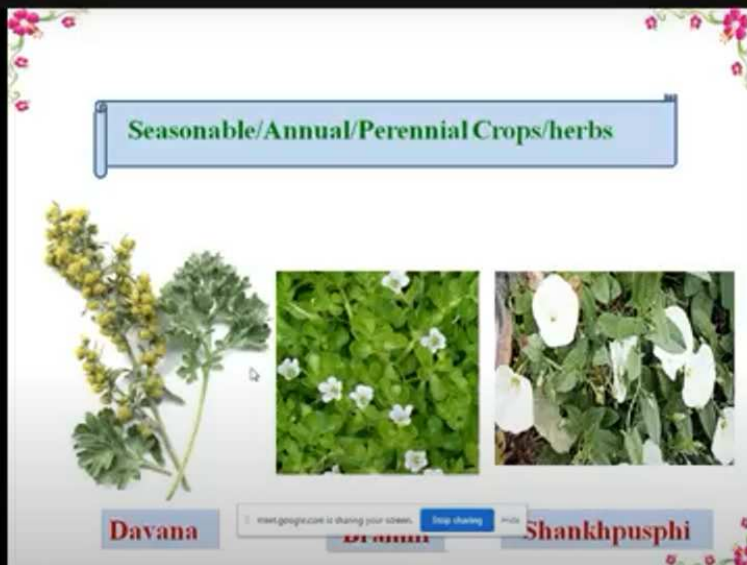 Seasonable/Annual/Perennial Crops/herbs
Davana
meet.google.com is sharing your screen.
Stop sharing
Hide
Shankhpusphi